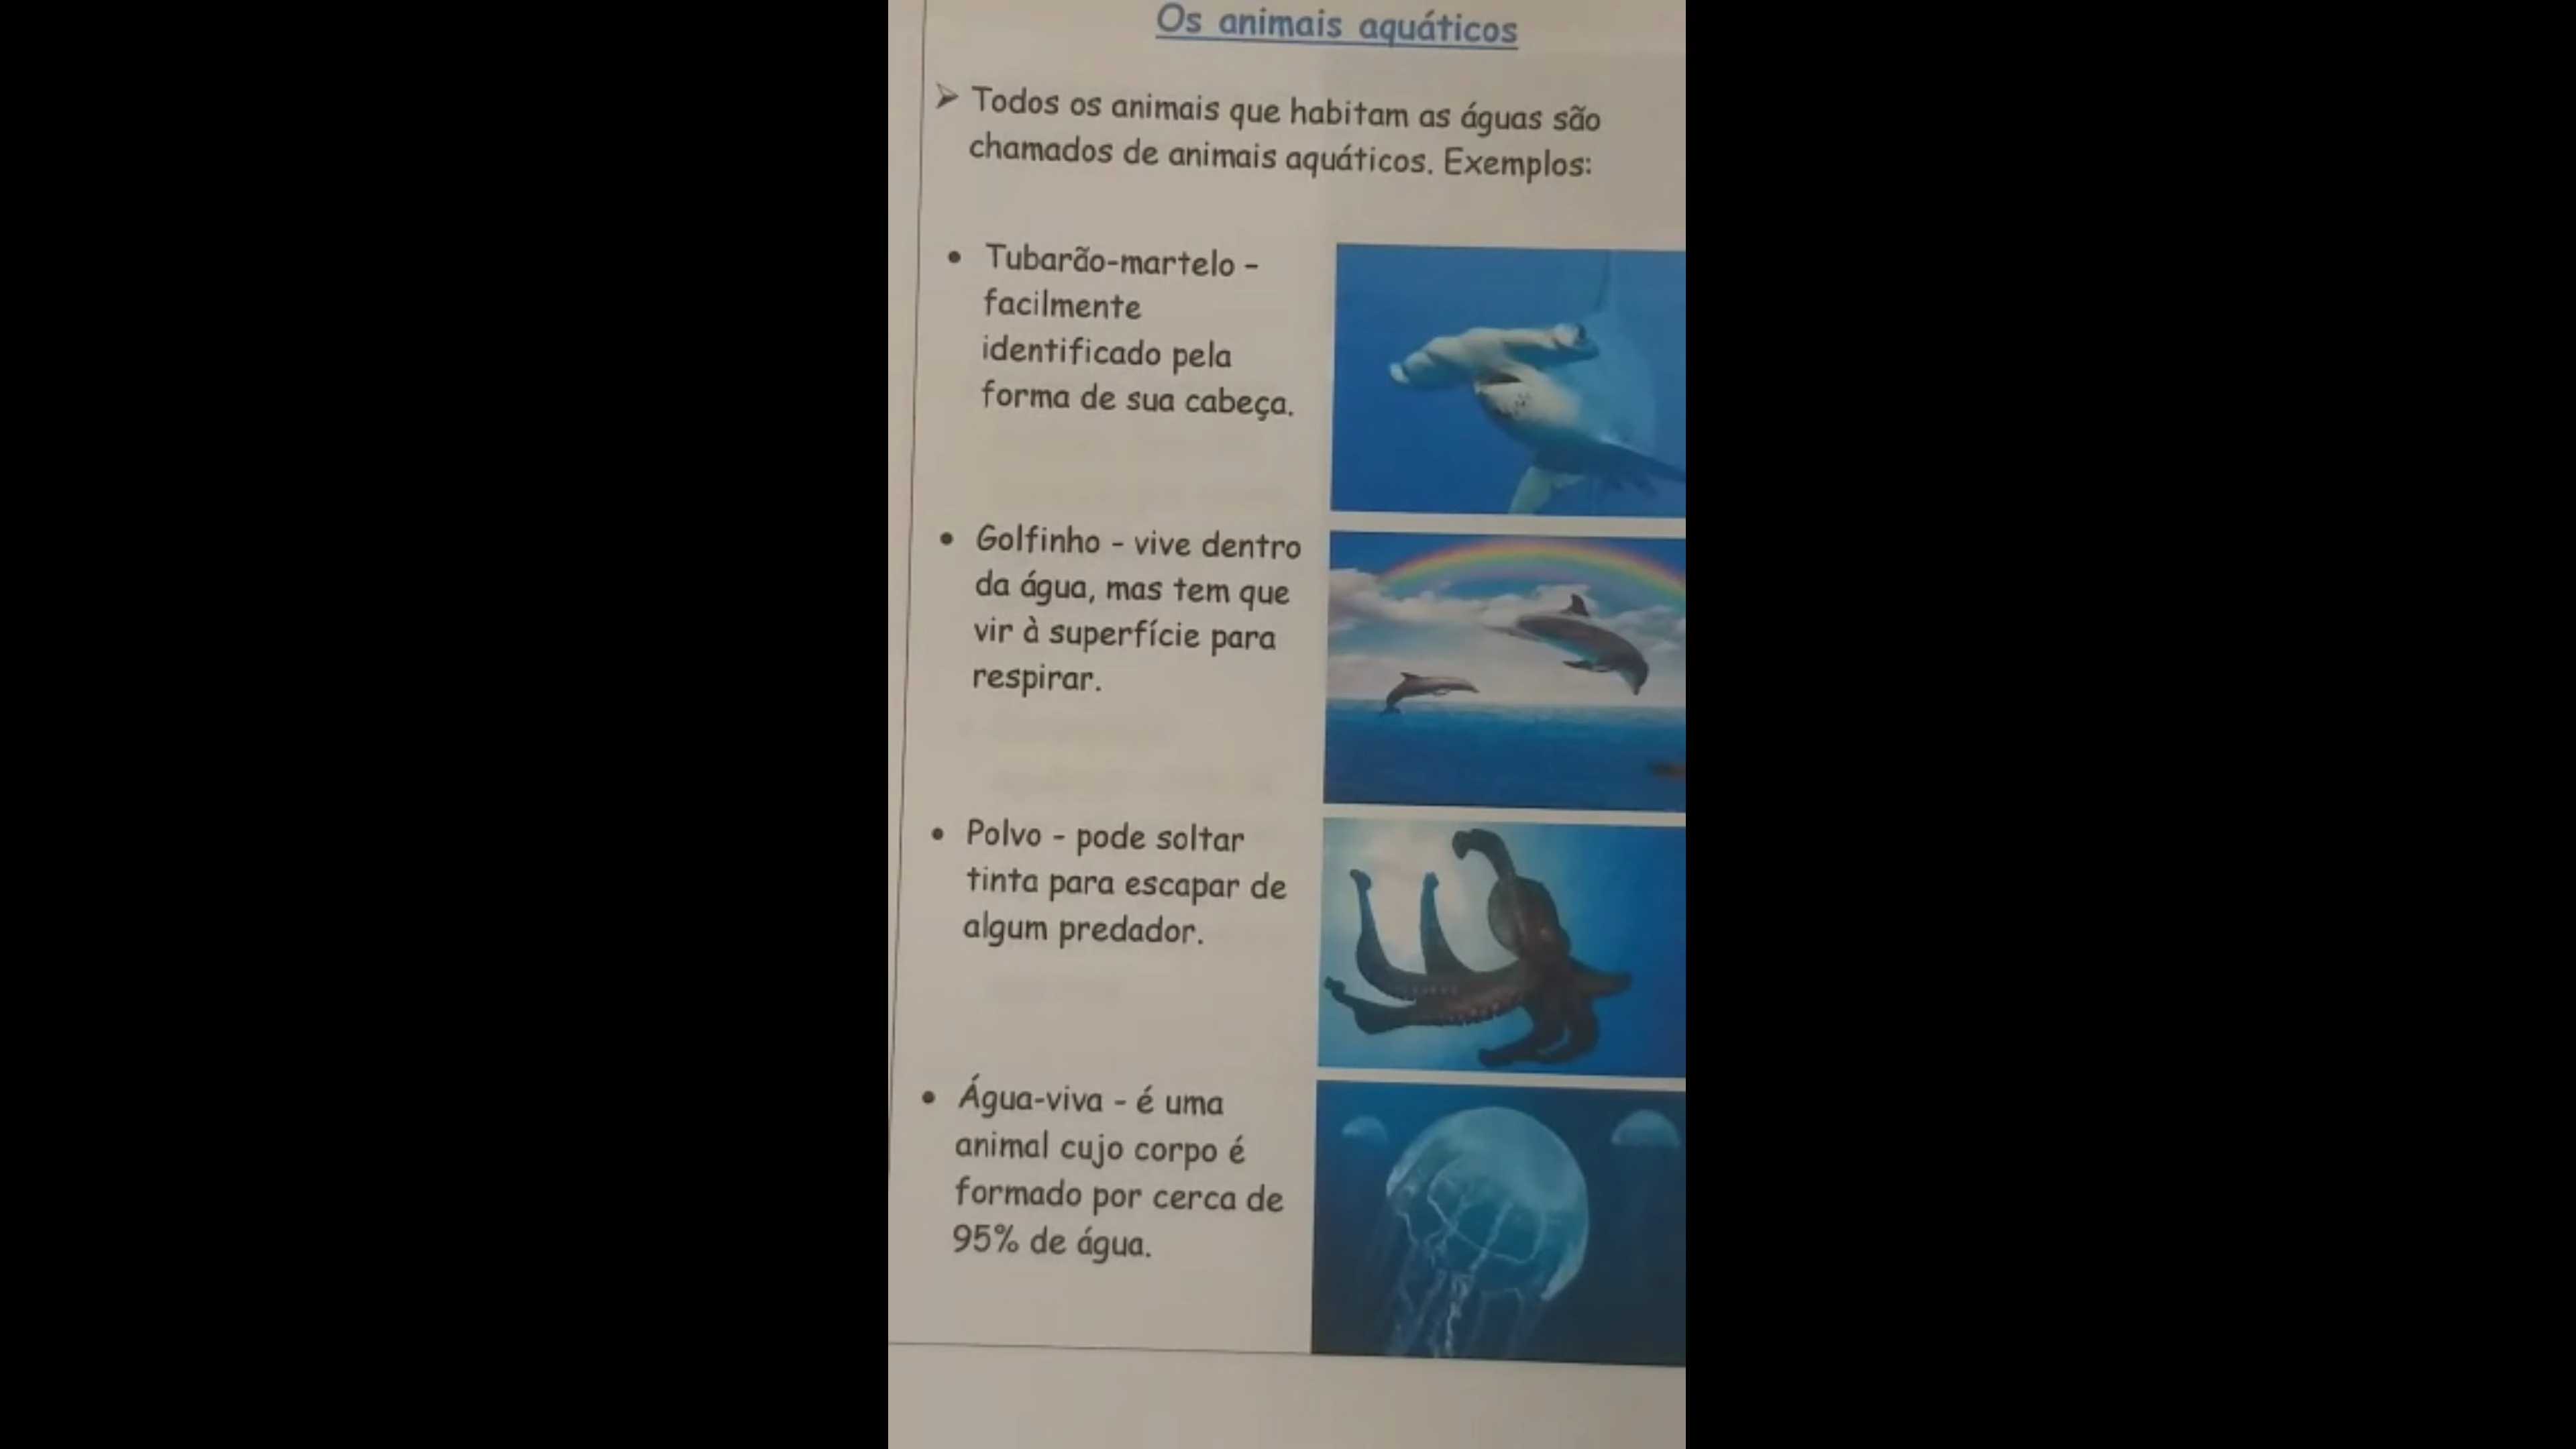 Os animais aquáticos
➢ Todos os animais que habitam as águas são
chamados de animais aquáticos. Exemplos:
• Tubarão-martelo -
facilmente
identificado pela
forma de sua cabeça.
• Golfinho - vive dentro
da água, mas tem que
vir à superfície para
respirar.
• Polvo - pode soltar
tinta para escapar de
algum predador.
• Água-viva - é uma
animal cujo corpo é
formado por cerca de
95% de água.